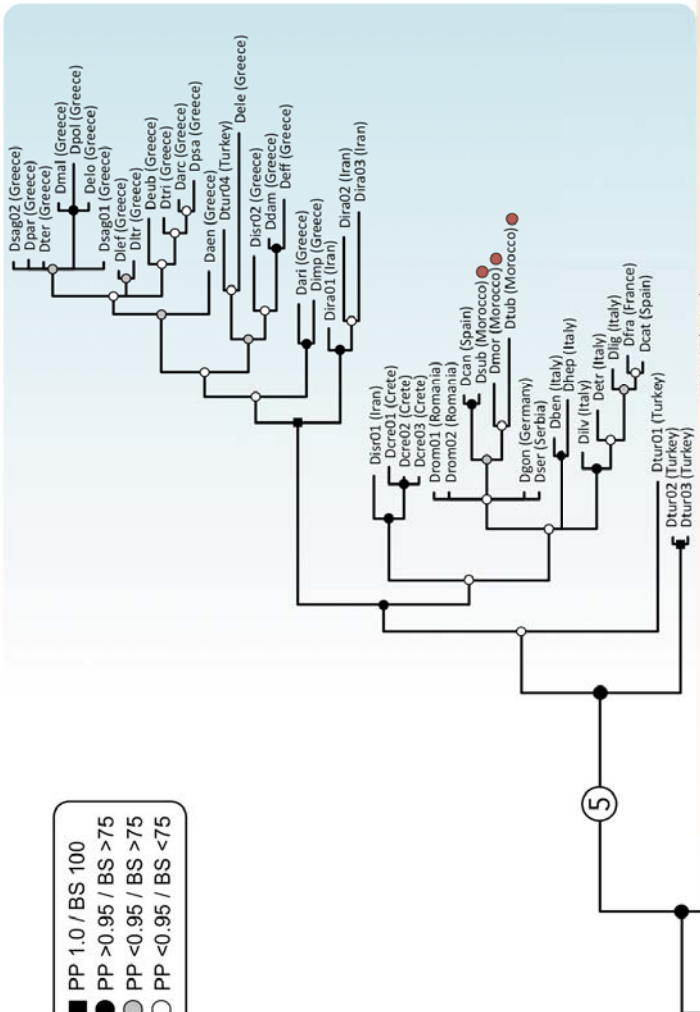 Dsag02 (Greece)
Dpar (Greece)
Dter (Greece)
Dmal (Greece)
Dpol (Greece)
Delo (Greece)
Dsag01 (Greece)
Dlef (Greece)
Dltr (Greece)
Deub (Greece)
Dtri (Greece)
Darc (Greece)
Dpsa (Greece)
Daen (Greece)
Dtur04 (Turkey)
Dele (Greece)
Disr02 (Greece)
Ddam (Greece)
Deff (Greece)
Dari (Greece)
Dimp (Greece)
Dira01 (Iran)
Dira02 (Iran)
Dira03 (Iran)
Disr01 (Iran)
Dcre01 (Crete)
Dcre02 (Crete)
Dcre03 (Crete)
Drom01 (Romania)
Drom02 (Romania)
Dcan (Spain)
Dsub (Morocco)
Dmor (Morocco)
Dtub (Morocco)
Dgon (Germany)
Dser (Serbia)
Dben (Italy)
Dhep (Italy)
Dilv (Italy)
Detr (Italy)
Dlig (Italy)
Dfra (France)
Dcat (Spain)
Dtur01 (Turkey)
Dtur02 (Turkey)
Dtur03 (Turkey)
5
PP 1.0 / BS 100
PP >0.95 / BS >75
PP <0.95 / BS >75
PP <0.95 / BS <75